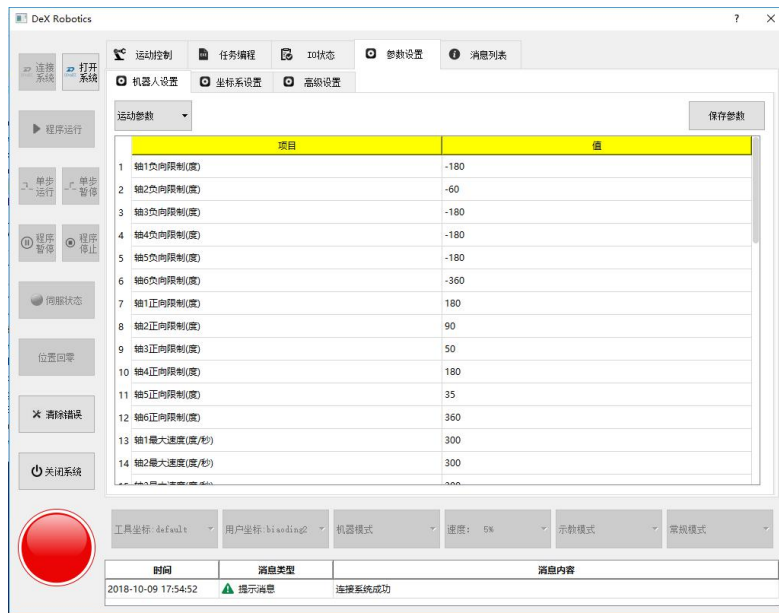 DeX Robotics
运动控制 任务编程 IO状态 参数设置 消息列表
连接系统 打开系统
机器人设置 坐标系设置 高级设置
运动参数 保存参数
程序运行
项目 值
1 轴1负向限制(度) -180
2 轴2负向限制(度) -60
3 轴3负向限制(度) -180
4 轴4负向限制(度) -180
5 轴5负向限制(度) -180
6 轴6负向限制(度) -360
7 轴1正向限制(度) 180
8 轴2正向限制(度) 90
9 轴3正向限制(度) 50
10 轴4正向限制(度) 180
11 轴5正向限制(度) 35
12 轴6正向限制(度) 360
13 轴1最大速度(度/秒) 300
14 轴2最大速度(度/秒) 300
单步运行 单步暂停
程序暂停 程序停止
伺服状态
位置回零
清除错误
关闭系统
工具坐标:default 用户坐标:biaoding2 机器模式 速度: 5% 示教模式 常规模式
时间 消息类型 消息内容
2018-10-09 17:54:52 提示消息 连接系统成功